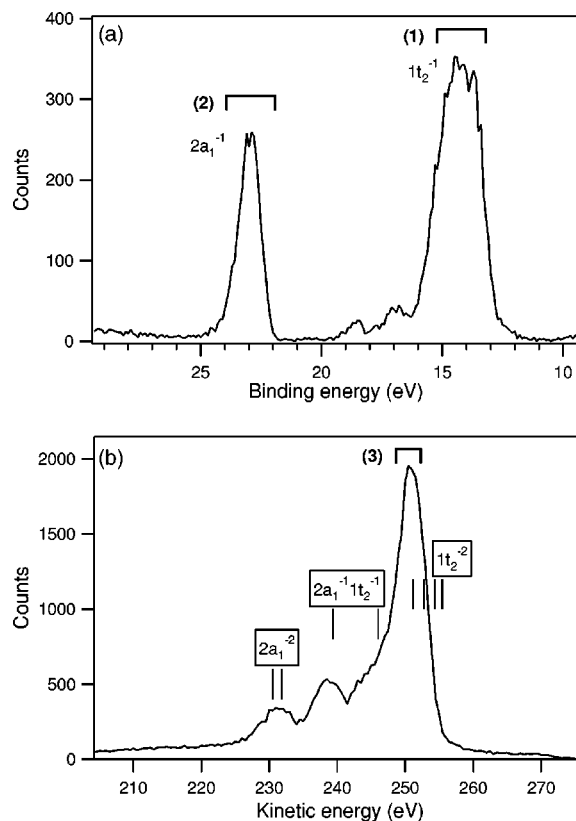 400
(a)
(1)
1t₂⁻¹
300
(2)
2a₁⁻¹
Counts
200
100
0
25 20 15 10
Binding energy (eV)
2000
(b)
(3)
1500
1t₂⁻²
2a₁⁻¹1t₂⁻¹
Counts
1000
2a₁⁻²
500
0
210 220 230 240 250 260 270
Kinetic energy (eV)